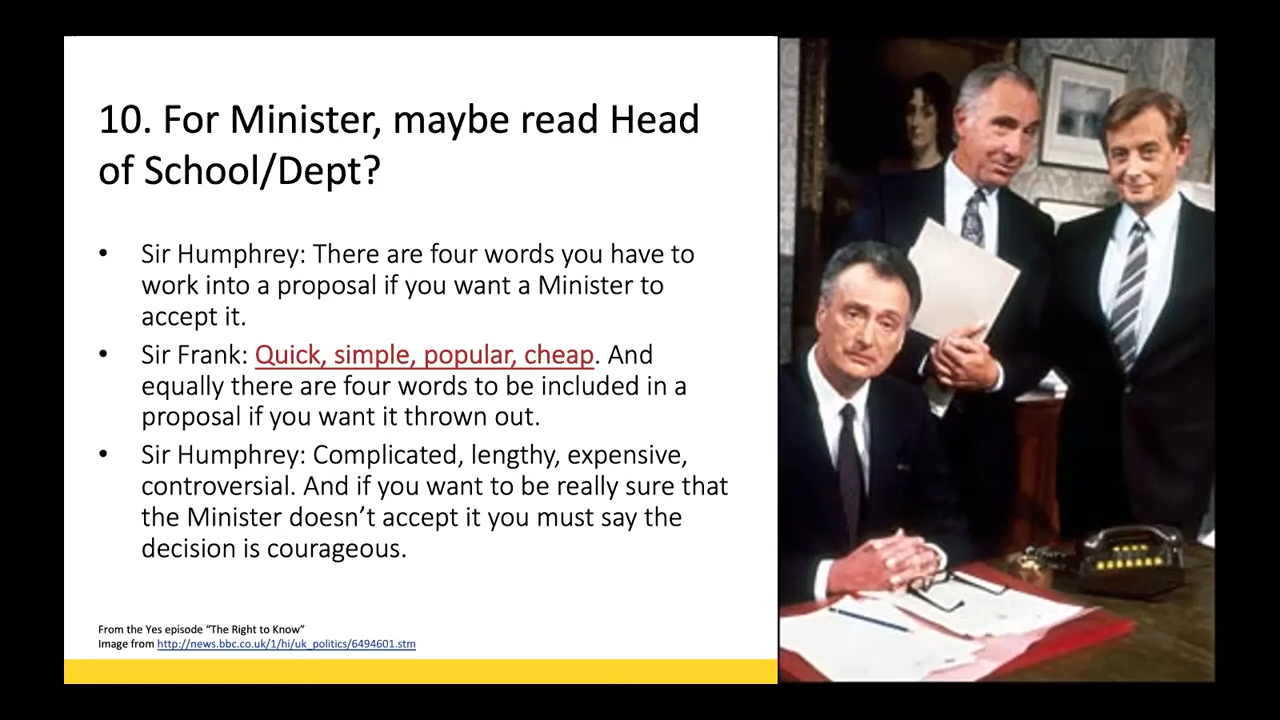 10. For Minister, maybe read Head
of School/Dept?
• Sir Humphrey: There are four words you have to
work into a proposal if you want a Minister to
accept it.
• Sir Frank: Quick, simple, popular, cheap. And
equally there are four words to be included in a
proposal if you want it thrown out.
• Sir Humphrey: Complicated, lengthy, expensive,
controversial. And if you want to be really sure that
the Minister doesn’t accept it you must say the
decision is courageous.
From the Yes episode “The Right to Know”
Image from http://news.bbc.co.uk/1/hi/uk_politics/6494601.stm